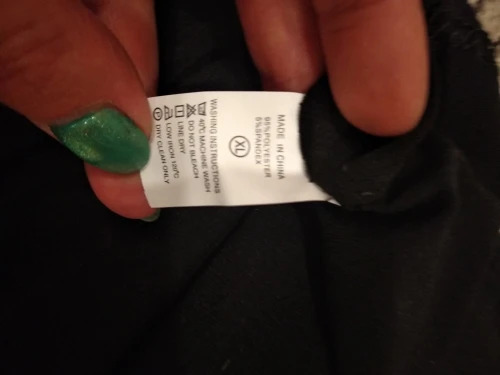 MADE IN CHINA
95%POLYESTER
5%SPANDEX
XL
WASHING INSTRUCTIONS
40°C MACHINE WASH
DO NOT BLEACH
LINE DRY
LOW IRON 100°C
DRY CLEAN ONLY